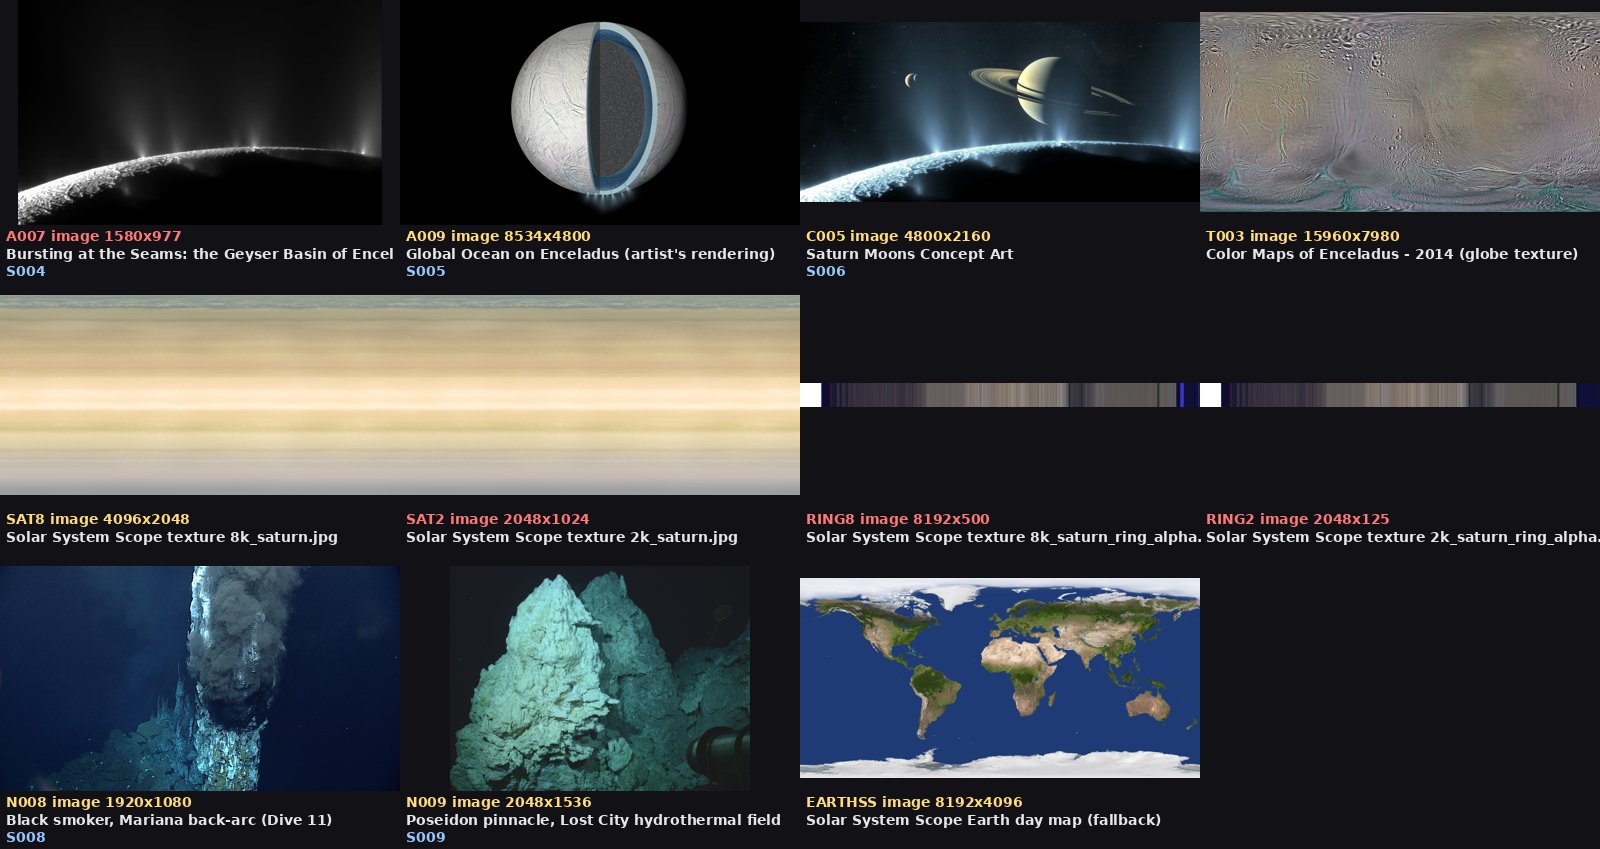 A007 image 1580x977
Bursting at the Seams: the Geyser Basin of Encel
S004
A009 image 8534x4800
Global Ocean on Enceladus (artist's rendering)
S005
C005 image 4800x2160
Saturn Moons Concept Art
S006
T003 image 15960x7980
Color Maps of Enceladus - 2014 (globe texture)
SAT8 image 4096x2048
Solar System Scope texture 8k_saturn.jpg
SAT2 image 2048x1024
Solar System Scope texture 2k_saturn.jpg
RING8 image 8192x500
Solar System Scope texture 8k_saturn_ring_alpha.
RING2 image 2048x125
Solar System Scope texture 2k_saturn_ring_alpha.
N008 image 1920x1080
Black smoker, Mariana back-arc (Dive 11)
S008
N009 image 2048x1536
Poseidon pinnacle, Lost City hydrothermal field
S009
EARTHSS image 8192x4096
Solar System Scope Earth day map (fallback)